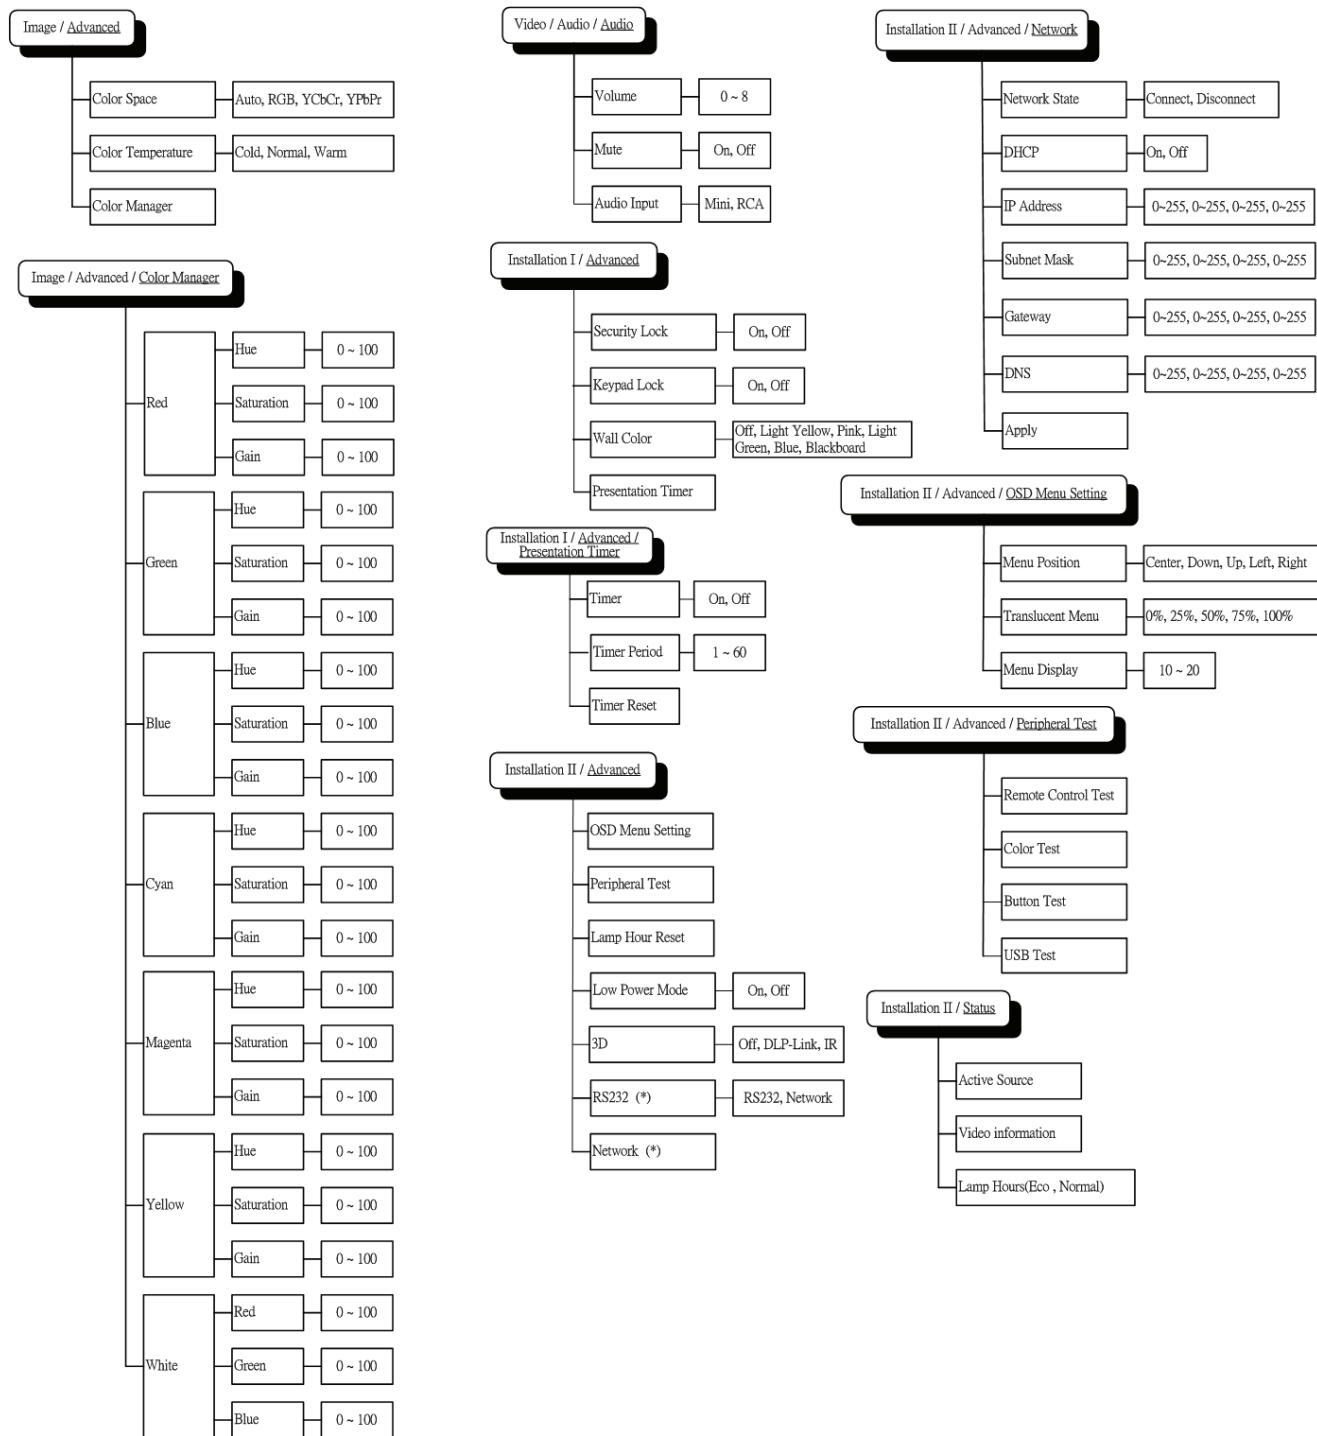 Image / Advanced
Color Space
Auto, RGB, YCbCr, YPbPr
Color Temperature
Cold, Normal, Warm
Color Manager
Image / Advanced / Color Manager
Red
Hue
0 ~ 100
Saturation
0 ~ 100
Gain
0 ~ 100
Green
Hue
0 ~ 100
Saturation
0 ~ 100
Gain
0 ~ 100
Blue
Hue
0 ~ 100
Saturation
0 ~ 100
Gain
0 ~ 100
Cyan
Hue
0 ~ 100
Saturation
0 ~ 100
Gain
0 ~ 100
Magenta
Hue
0 ~ 100
Saturation
0 ~ 100
Gain
0 ~ 100
Yellow
Hue
0 ~ 100
Saturation
0 ~ 100
Gain
0 ~ 100
White
Red
0 ~ 100
Green
0 ~ 100
Blue
0 ~ 100
Video / Audio / Audio
Volume
0 ~ 8
Mute
On, Off
Audio Input
Mini, RCA
Installation I / Advanced
Security Lock
On, Off
Keypad Lock
On, Off
Wall Color
Off, Light Yellow, Pink, Light
Green, Blue, Blackboard
Presentation Timer
Installation I / Advanced /
Presentation Timer
Timer
On, Off
Timer Period
1 ~ 60
Timer Reset
Installation II / Advanced
OSD Menu Setting
Peripheral Test
Lamp Hour Reset
Low Power Mode
On, Off
3D
Off, DLP-Link, IR
RS232 (*)
RS232, Network
Network (*)
Installation II / Advanced / Network
Network State
Connect, Disconnect
DHCP
On, Off
IP Address
0~255, 0~255, 0~255, 0~255
Subnet Mask
0~255, 0~255, 0~255, 0~255
Gateway
0~255, 0~255, 0~255, 0~255
DNS
0~255, 0~255, 0~255, 0~255
Apply
Installation II / Advanced / OSD Menu Setting
Menu Position
Center, Down, Up, Left, Right
Translucent Menu
0%, 25%, 50%, 75%, 100%
Menu Display
10 ~ 20
Installation II / Advanced / Peripheral Test
Remote Control Test
Color Test
Button Test
USB Test
Installation II / Status
Active Source
Video information
Lamp Hours(Eco , Normal)